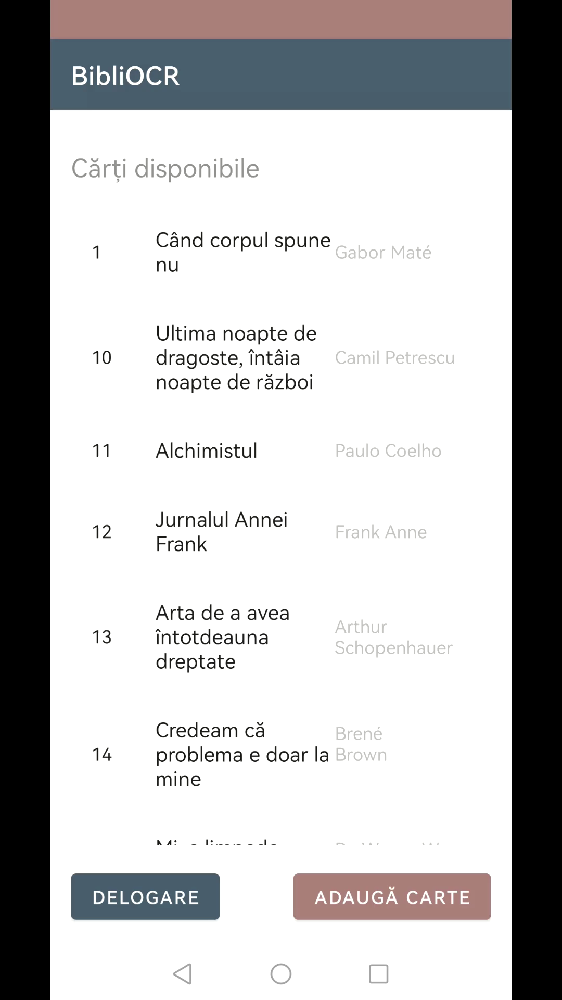 BibliOCR
Cărți disponibile
1
Când corpul spune
nu
Gabor Maté
10
Ultima noapte de
dragoste, întâia
noapte de război
Camil Petrescu
11
Alchimistul
Paulo Coelho
12
Jurnalul Annei
Frank
Frank Anne
13
Arta de a avea
întotdeauna
dreptate
Arthur
Schopenhauer
14
Credeam că
problema e doar la
mine
Brené
Brown
DELOGARE
ADAUGĂ CARTE